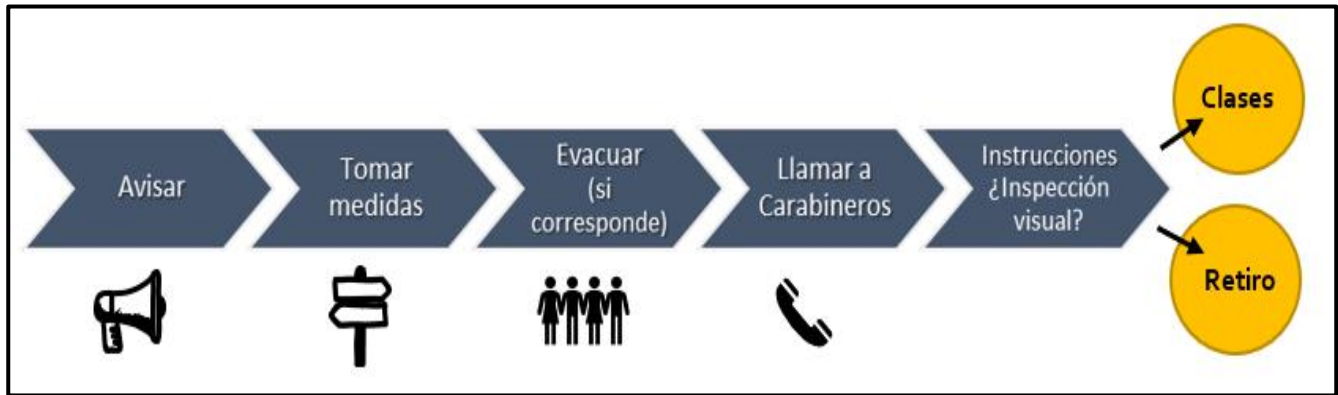 Avisar
Tomar
medidas
Evacuar
(si
corresponde)
Llamar a
Carabineros
Instrucciones
¿Inspección
visual?
Clases
Retiro